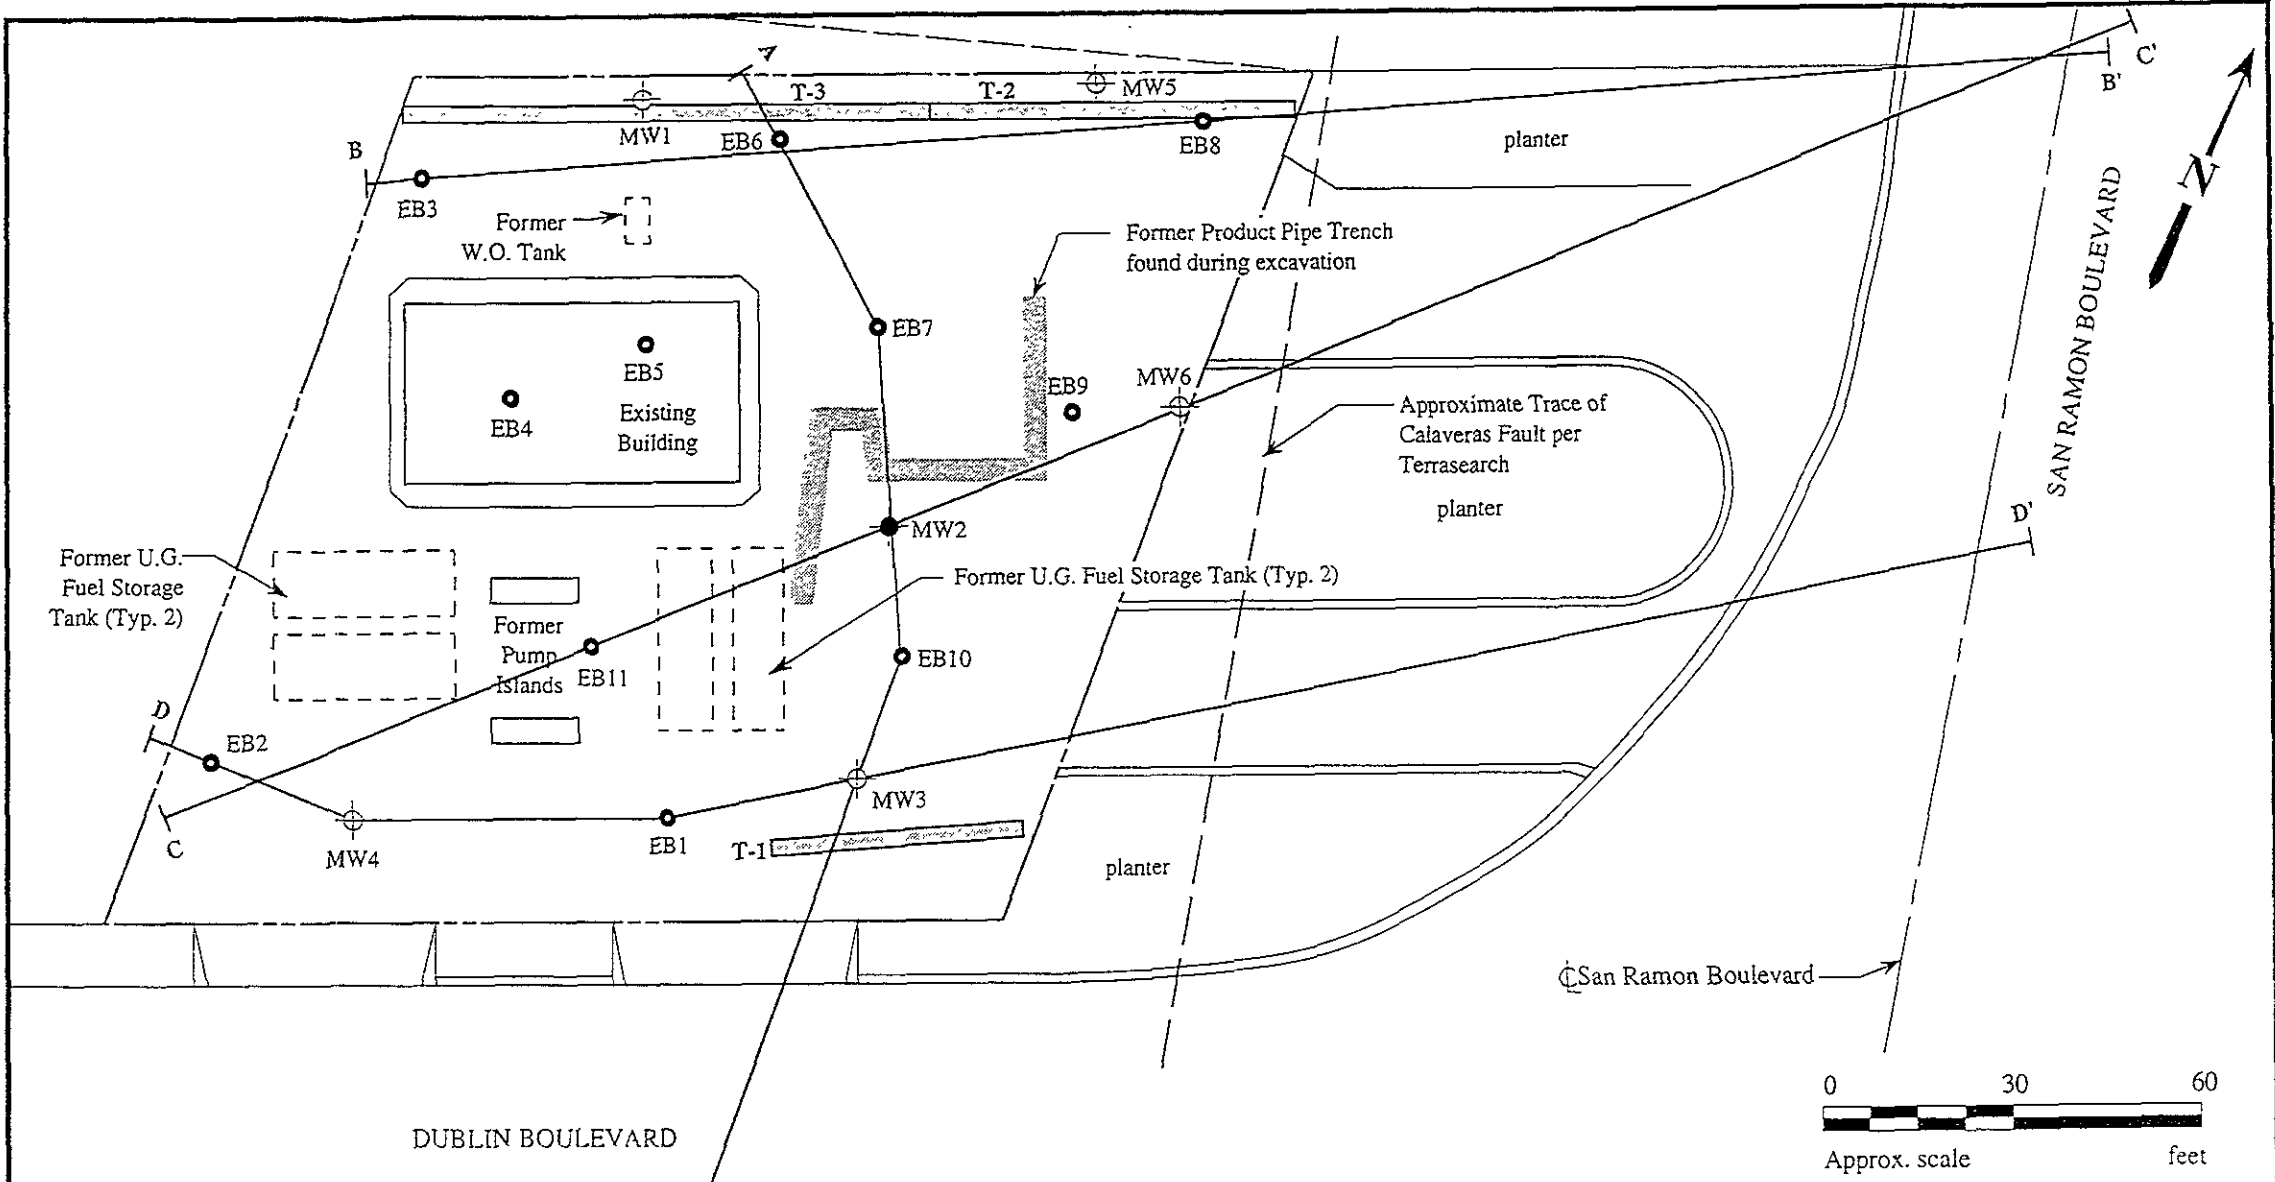 A
C'
B'
T-3
T-2
MW5
MW1
EB6
EB8
planter
B
EB3
N
SAN RAMON BOULEVARD
Former
W.O. Tank
Former Product Pipe Trench
found during excavation
EB7
EB5
EB4
Existing
Building
EB9
MW6
Approximate Trace of
Calaveras Fault per
Terrasearch
planter
D'
MW2
Former U.G.
Fuel Storage
Tank (Typ. 2)
Former U.G. Fuel Storage Tank (Typ. 2)
Former
Pump
Islands
EB11
EB10
D
EB2
C
MW4
EB1
MW3
T-1
planter
℄ San Ramon Boulevard
DUBLIN BOULEVARD
0 30 60
Approx. scale feet